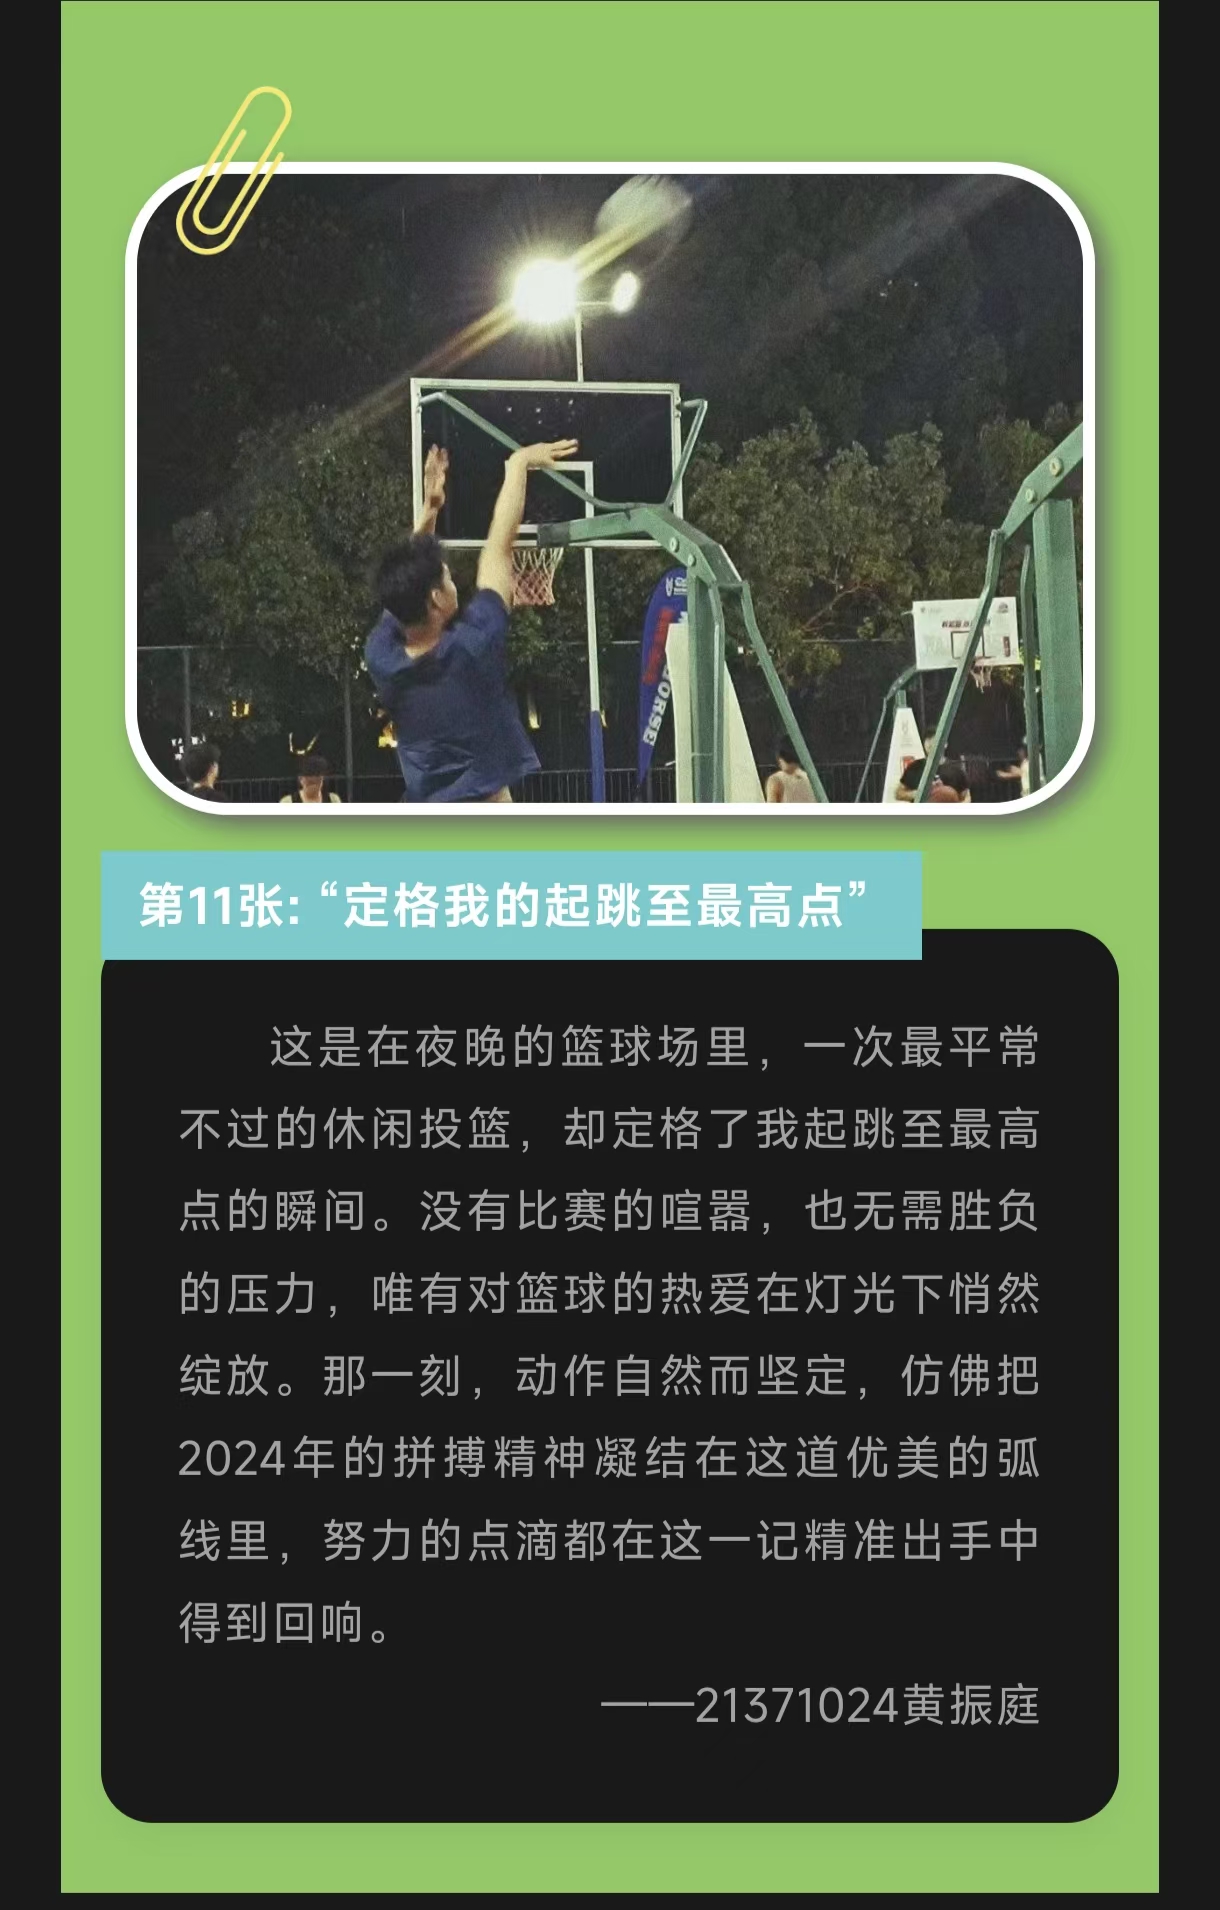 HORSE
第11张：“定格我的起跳至最高点”
这是在夜晚的篮球场里，一次最平常
不过的休闲投篮，却定格了我起跳至最高
点的瞬间。没有比赛的喧嚣，也无需胜负
的压力，唯有对篮球的热爱在灯光下悄然
绽放。那一刻，动作自然而坚定，仿佛把
2024年的拼搏精神凝结在这道优美的弧
线里，努力的点滴都在这一记精准出手中
得到回响。
——21371024黄振庭